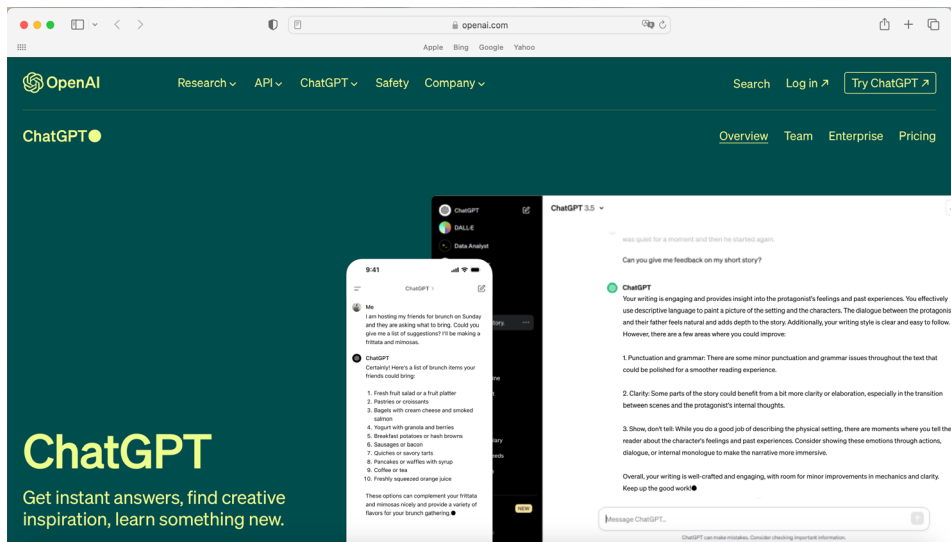 openai.com
Apple Bing Google Yahoo
OpenAI
Research API ChatGPT Safety Company
Search Log in ↗ Try ChatGPT ↗
ChatGPT
Overview Team Enterprise Pricing
ChatGPT
Get instant answers, find creative
inspiration, learn something new.
9:41
ChatGPT >
Me
I am hosting my friends for brunch on Sunday
and they are asking what to bring. Could you
give me a list of suggestions? I'll be making a
frittata and mimosas.
ChatGPT
Certainly! Here's a list of brunch items your
friends could bring:
1. Fresh fruit salad or a fruit platter
2. Pastries or croissants
3. Bagels with cream cheese and smoked
salmon
4. Yogurt with granola and berries
5. Breakfast potatoes or hash browns
6. Sausages or bacon
7. Quiches or savory tarts
8. Pancakes or waffles with syrup
9. Coffee or tea
10. Freshly squeezed orange juice
These options can complement your frittata
and mimosas nicely and provide a variety of
flavors for your brunch gathering.
ChatGPT
DALL·E
Data Analyst
NEW
ChatGPT 3.5
was quiet for a moment and then he started again.
Can you give me feedback on my short story?
ChatGPT
Your writing is engaging and provides insight into the protagonist's feelings and past experiences. You effectively
use descriptive language to paint a picture of the setting and the characters. The dialogue between the protagonis
and their father feels natural and adds depth to the story. Additionally, your writing style is clear and easy to follow.
However, there are a few areas where you could improve:
1. Punctuation and grammar: There are some minor punctuation and grammar issues throughout the text that
could be polished for a smoother reading experience.
2. Clarity: Some parts of the story could benefit from a bit more clarity or elaboration, especially in the transition
between scenes and the protagonist's internal thoughts.
3. Show, don't tell: While you do a good job of describing the physical setting, there are moments where you tell the
reader about the character's feelings and past experiences. Consider showing these emotions through actions,
dialogue, or internal monologue to make the narrative more immersive.
Overall, your writing is well-crafted and engaging, with room for minor improvements in mechanics and clarity.
Keep up the good work!
Message ChatGPT...
ChatGPT can make mistakes. Consider checking important information.